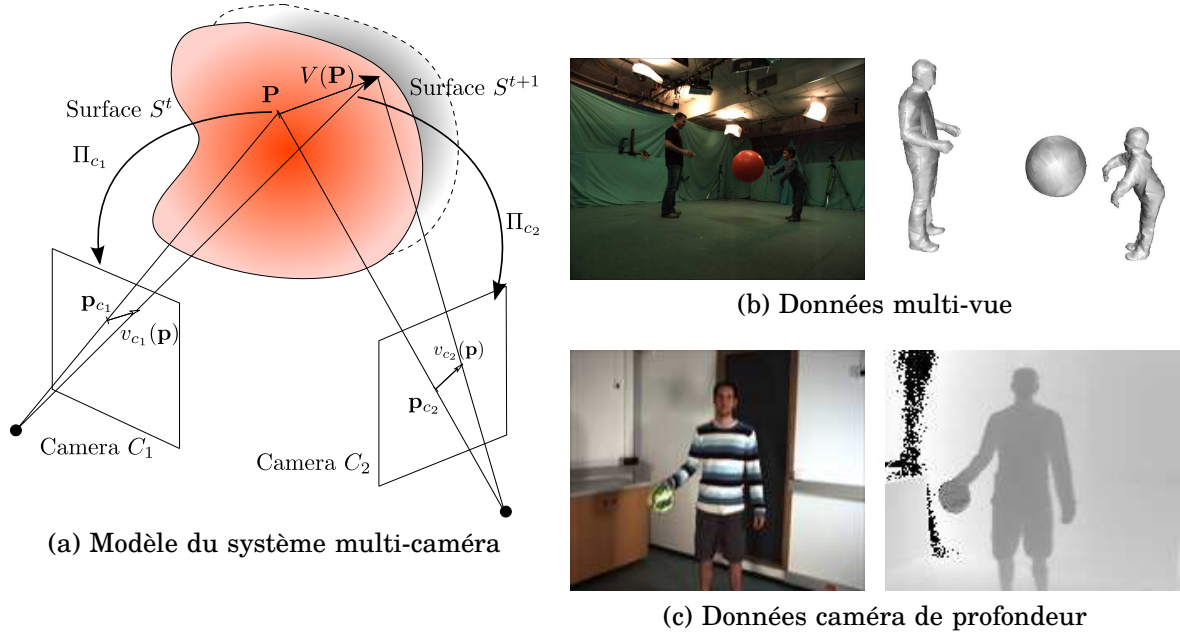 V(P)
Surface S^{t+1}
P
Surface S^t
Π_{c_1}
Π_{c_2}
p_{c_1}
v_{c_1}(p)
v_{c_2}(p)
p_{c_2}
Camera C_1
Camera C_2
(a) Modèle du système multi-caméra
(b) Données multi-vue
(c) Données caméra de profondeur